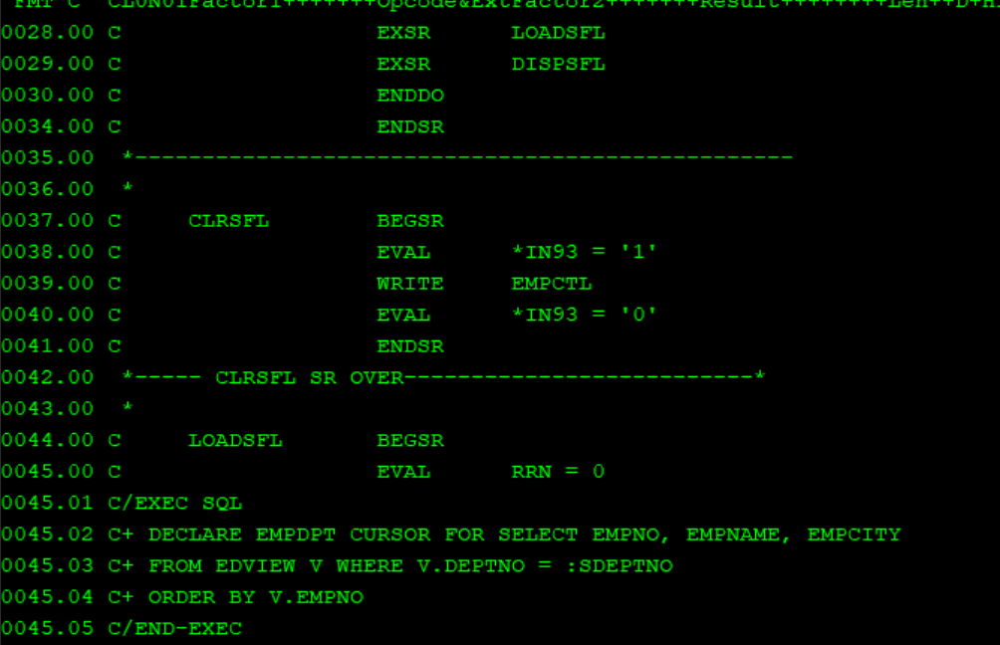 FMT C  CL0N01Factor1+++++++Opcode&ExtFactor2+++++++Result++++++++Len++D+H
0028.00 C                   EXSR      LOADSFL
0029.00 C                   EXSR      DISPSFL
0030.00 C                   ENDDO
0034.00 C                   ENDSR
0035.00  *-------------------------------------------------
0036.00  *
0037.00 C     CLRSFL        BEGSR
0038.00 C                   EVAL      *IN93 = '1'
0039.00 C                   WRITE     EMPCTL
0040.00 C                   EVAL      *IN93 = '0'
0041.00 C                   ENDSR
0042.00  *----- CLRSFL SR OVER--------------------------*
0043.00  *
0044.00 C     LOADSFL       BEGSR
0045.00 C                   EVAL      RRN = 0
0045.01 C/EXEC SQL
0045.02 C+ DECLARE EMPDPT CURSOR FOR SELECT EMPNO, EMPNAME, EMPCITY
0045.03 C+ FROM EDVIEW V WHERE V.DEPTNO = :SDEPTNO
0045.04 C+ ORDER BY V.EMPNO
0045.05 C/END-EXEC